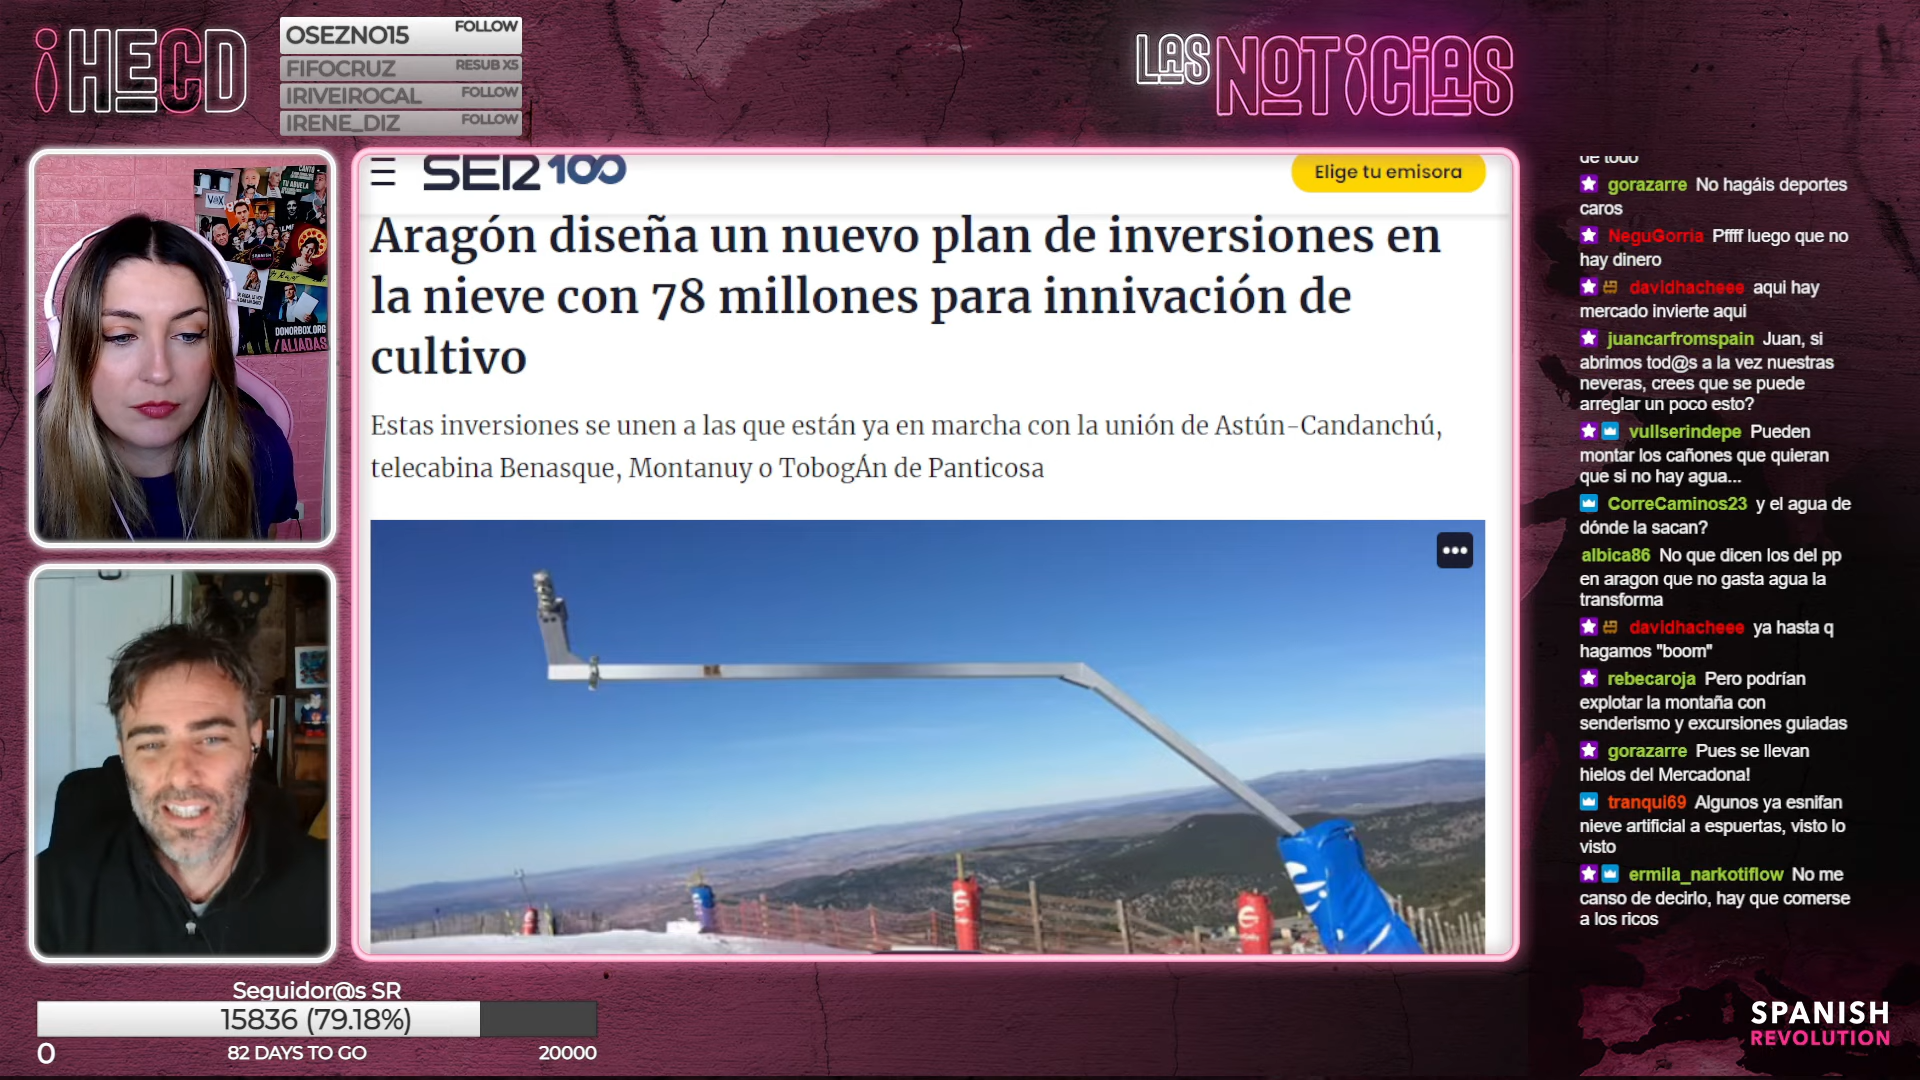 ¡HECD
OSEZNO15 FOLLOW
FIFOCRUZ RESUB X5
IRIVEIROCAL FOLLOW
IRENE_DIZ FOLLOW
LAS NOTICIAS
SER 100
Elige tu emisora
Aragón diseña un nuevo plan de inversiones en
la nieve con 78 millones para innivación de
cultivo
Estas inversiones se unen a las que están ya en marcha con la unión de Astún-Candanchú,
telecabina Benasque, Montanuy o TobogÁn de Panticosa
VOX
DONORBOX.ORG
/ALIADAS
de todo
gorazarre No hagáis deportes
caros
NeguGorria Pffff luego que no
hay dinero
davidhacheee aqui hay
mercado invierte aqui
juancarfromspain Juan, si
abrimos tod@s a la vez nuestras
neveras, crees que se puede
arreglar un poco esto?
vullserindepe Pueden
montar los cañones que quieran
que si no hay agua...
CorreCaminos23 y el agua de
dónde la sacan?
albica86 No que dicen los del pp
en aragon que no gasta agua la
transforma
davidhacheee ya hasta q
hagamos "boom"
rebecaroja Pero podrían
explotar la montaña con
senderismo y excursiones guiadas
gorazarre Pues se llevan
hielos del Mercadona!
tranqui69 Algunos ya esnifan
nieve artificial a espuertas, visto lo
visto
ermila_narkotiflow No me
canso de decirlo, hay que comerse
a los ricos
Seguidor@s SR
15836 (79.18%)
0
82 DAYS TO GO
20000
SPANISH
REVOLUTION